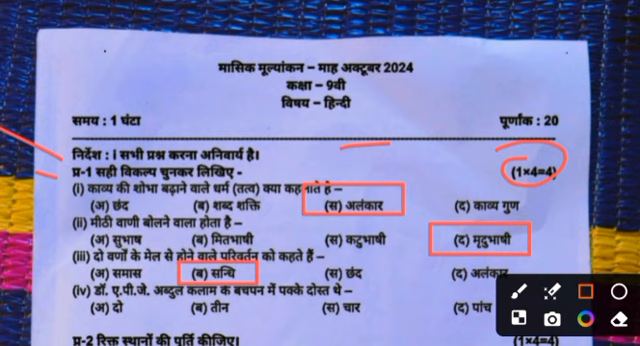 मासिक मूल्यांकन – माह अक्टूबर 2024
कक्षा – 9वी
विषय – हिन्दी
समय : 1 घंटा पूर्णांक : 20
निर्देश : i सभी प्रश्न करना अनिवार्य है।
प्र-1 सही विकल्प चुनकर लिखिए - (1×4=4)
(i) काव्य की शोभा बढ़ाने वाले धर्म (तत्व) क्या कहलाते है –
(अ) छंद (ब) शब्द शक्ति (स) अलंकार (द) काव्य गुण
(ii) मीठी वाणी बोलने वाला होता है –
(अ) सुभाष (ब) मितभाषी (स) कटुभाषी (द) मृदुभाषी
(iii) दो वर्णों के मेल से होने वाले परिवर्तन को कहते हैं –
(अ) समास (ब) सन्धि (स) छंद (द) अलंकार
(iv) डॉ. ए.पी.जे. अब्दुल कलाम के बचपन में पक्के दोस्त थे –
(अ) दो (ब) तीन (स) चार (द) पांच
प्र-2 रिक्त स्थानों की पूर्ति कीजिए। (1×4=4)